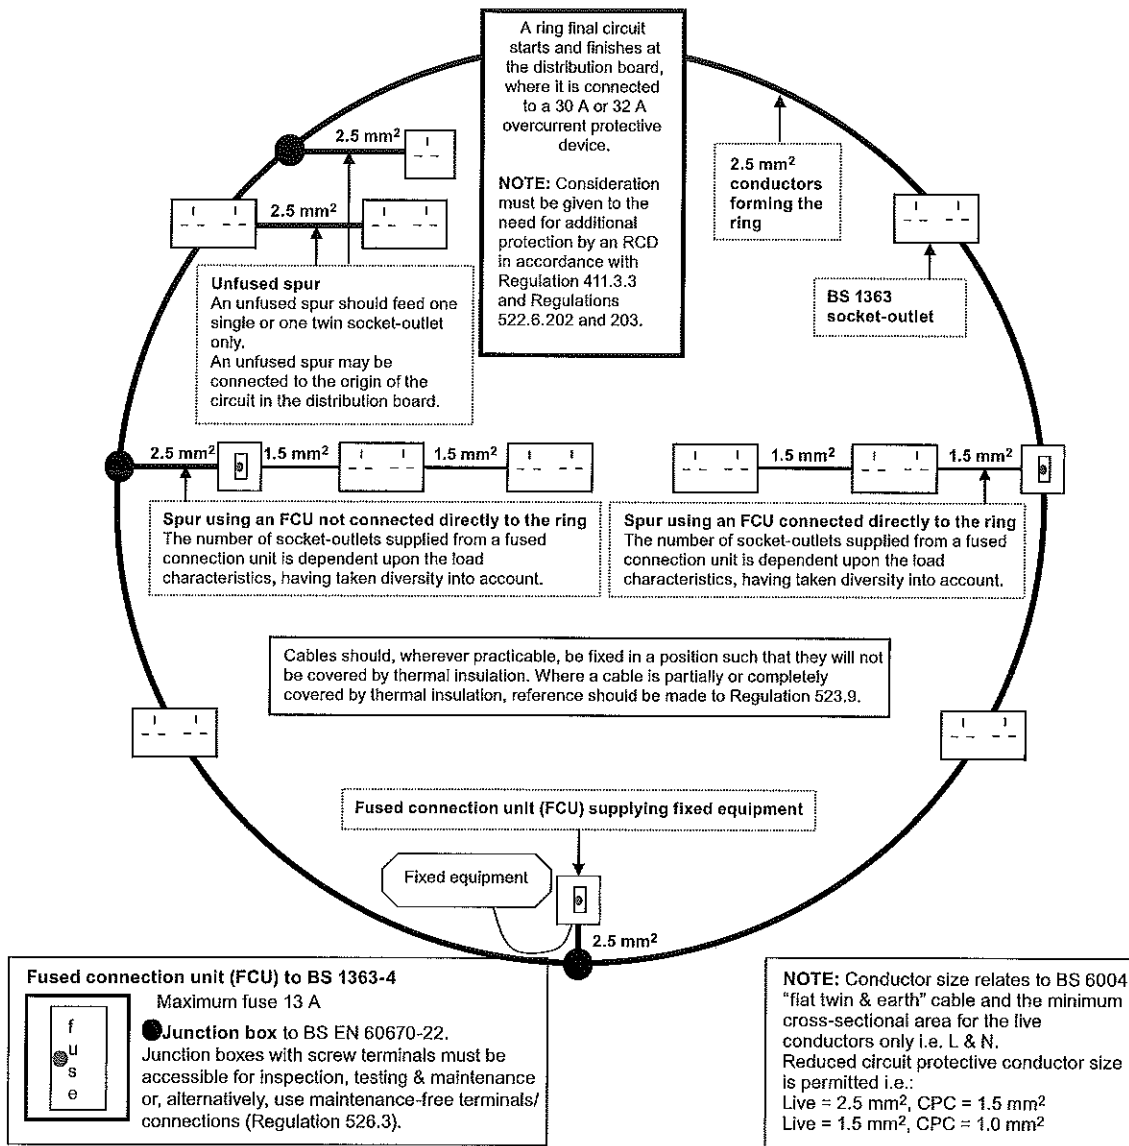 A ring final circuit
starts and finishes at
the distribution board,
where it is connected
to a 30 A or 32 A
overcurrent protective
device.
NOTE: Consideration
must be given to the
need for additional
protection by an RCD
in accordance with
Regulation 411.3.3
and Regulations
522.6.202 and 203.
2.5 mm²
2.5 mm²
2.5 mm²
conductors
forming the
ring
Unfused spur
An unfused spur should feed one
single or one twin socket-outlet
only.
An unfused spur may be
connected to the origin of the
circuit in the distribution board.
BS 1363
socket-outlet
2.5 mm² 1.5 mm² 1.5 mm²
1.5 mm² 1.5 mm²
Spur using an FCU not connected directly to the ring
The number of socket-outlets supplied from a fused
connection unit is dependent upon the load
characteristics, having taken diversity into account.
Spur using an FCU connected directly to the ring
The number of socket-outlets supplied from a fused
connection unit is dependent upon the load
characteristics, having taken diversity into account.
Cables should, wherever practicable, be fixed in a position such that they will not
be covered by thermal insulation. Where a cable is partially or completely
covered by thermal insulation, reference should be made to Regulation 523.9.
Fused connection unit (FCU) supplying fixed equipment
Fixed equipment
2.5 mm²
Fused connection unit (FCU) to BS 1363-4
Maximum fuse 13 A
f
u
s
e
Junction box to BS EN 60670-22.
Junction boxes with screw terminals must be
accessible for inspection, testing & maintenance
or, alternatively, use maintenance-free terminals/
connections (Regulation 526.3).
NOTE: Conductor size relates to BS 6004
"flat twin & earth" cable and the minimum
cross-sectional area for the live
conductors only i.e. L & N.
Reduced circuit protective conductor size
is permitted i.e.:
Live = 2.5 mm², CPC = 1.5 mm²
Live = 1.5 mm², CPC = 1.0 mm²